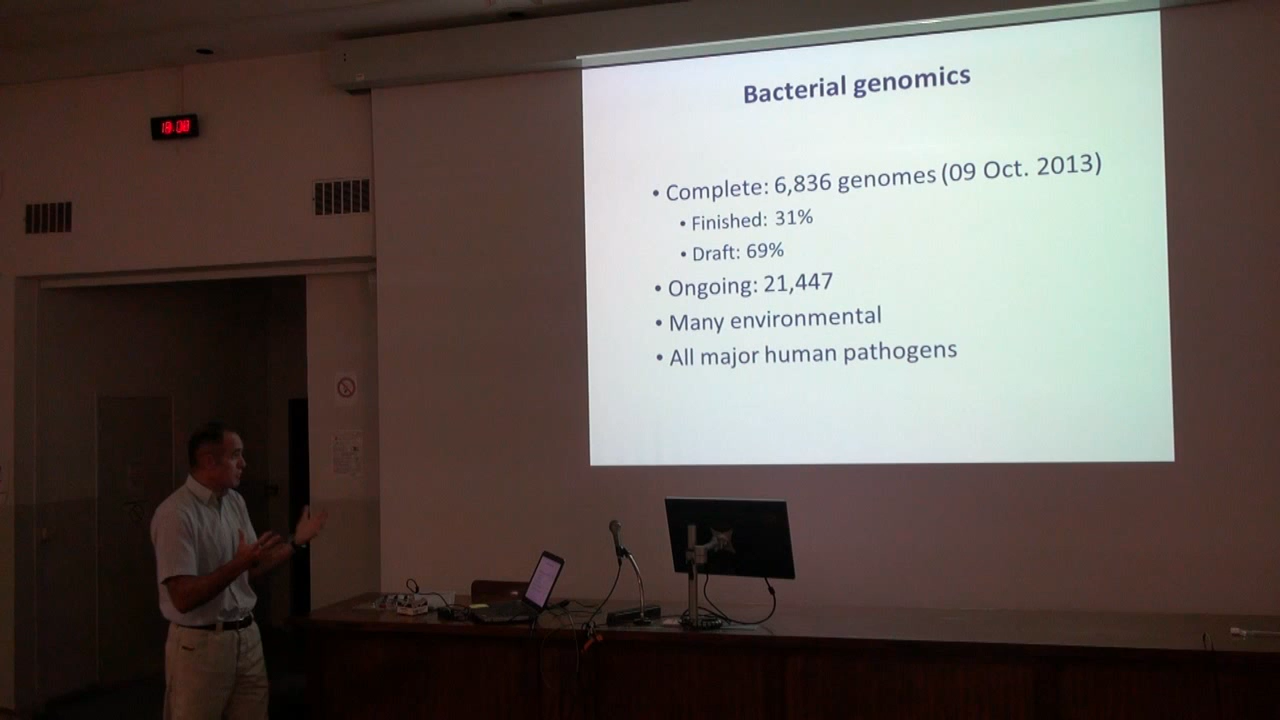 Bacterial genomics
• Complete: 6,836 genomes (09 Oct. 2013)
• Finished: 31%
• Draft: 69%
• Ongoing: 21,447
• Many environmental
• All major human pathogens